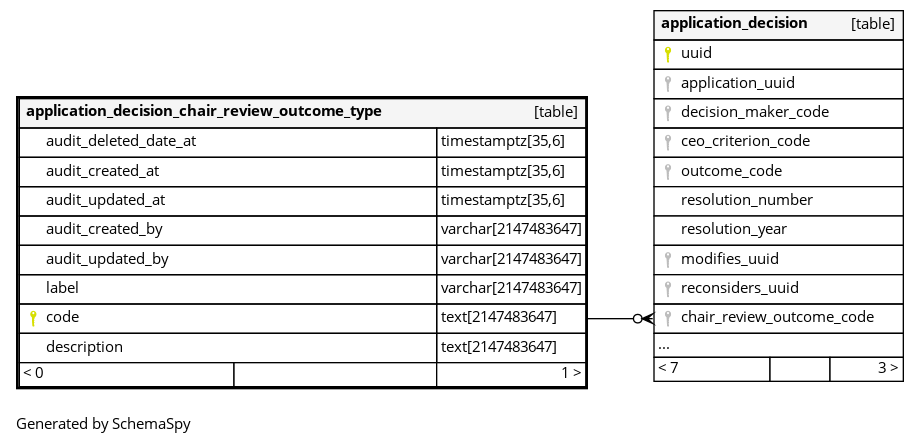 application_decision [table]
uuid
application_uuid
decision_maker_code
ceo_criterion_code
outcome_code
resolution_number
resolution_year
modifies_uuid
reconsiders_uuid
chair_review_outcome_code
...
< 7 3 >
application_decision_chair_review_outcome_type [table]
audit_deleted_date_at timestamptz[35,6]
audit_created_at timestamptz[35,6]
audit_updated_at timestamptz[35,6]
audit_created_by varchar[2147483647]
audit_updated_by varchar[2147483647]
label varchar[2147483647]
code text[2147483647]
description text[2147483647]
< 0 1 >
Generated by SchemaSpy